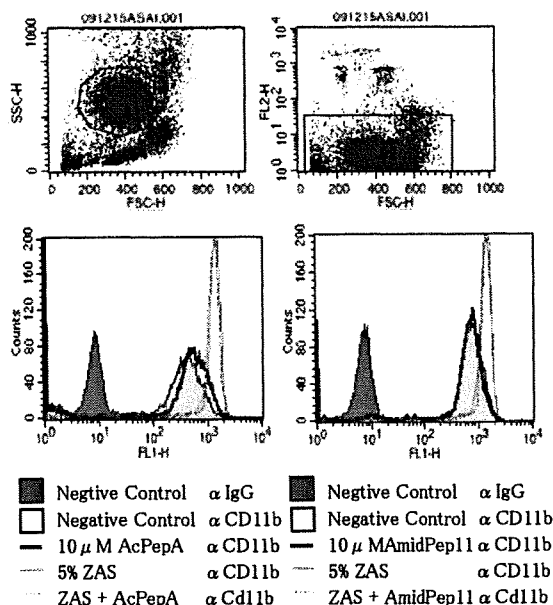 091215ASAI.001
091215ASAI.001
1000
800
600
400
200
0
SSC-H
0 200 400 600 800 1000
FSC-H
10^4
10^3
10^2
10^1
10^0
FL2-H
0 200 400 600 800 1000
FSC-H
200
160
120
80
40
0
Counts
10^0 10^1 10^2 10^3 10^4
FL1-H
200
160
120
80
40
0
Counts
10^0 10^1 10^2 10^3 10^4
FL1-H
Negtive Control α IgG
Negative Control α CD11b
10 μ M AcPepA α CD11b
5% ZAS α CD11b
ZAS + AcPepA α Cd11b
Negtive Control α IgG
Negative Control α CD11b
10 μ MAmidPep11 α CD11b
5% ZAS α CD11b
ZAS + AmidPep11 α Cd11b